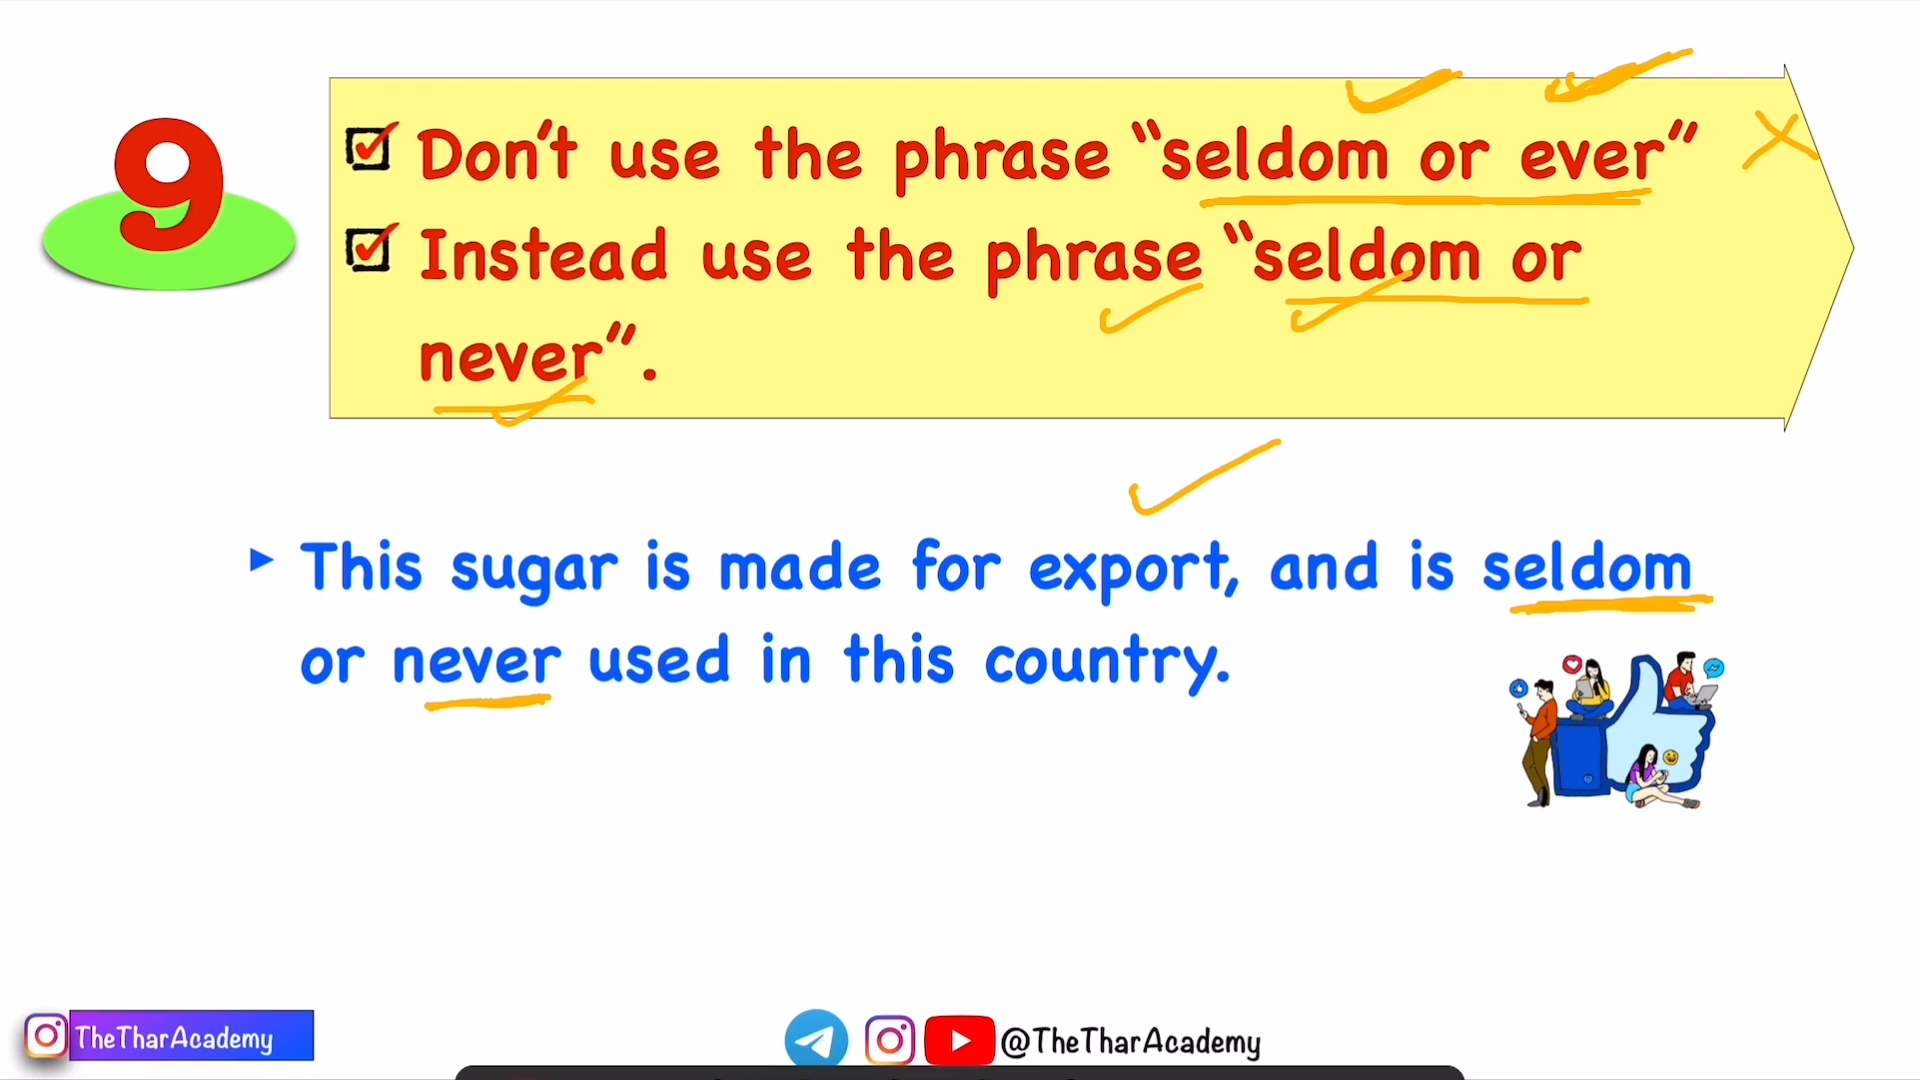 9
Don't use the phrase “seldom or ever”
Instead use the phrase “seldom or
never”.
This sugar is made for export, and is seldom
or never used in this country.
TheTharAcademy
@TheTharAcademy